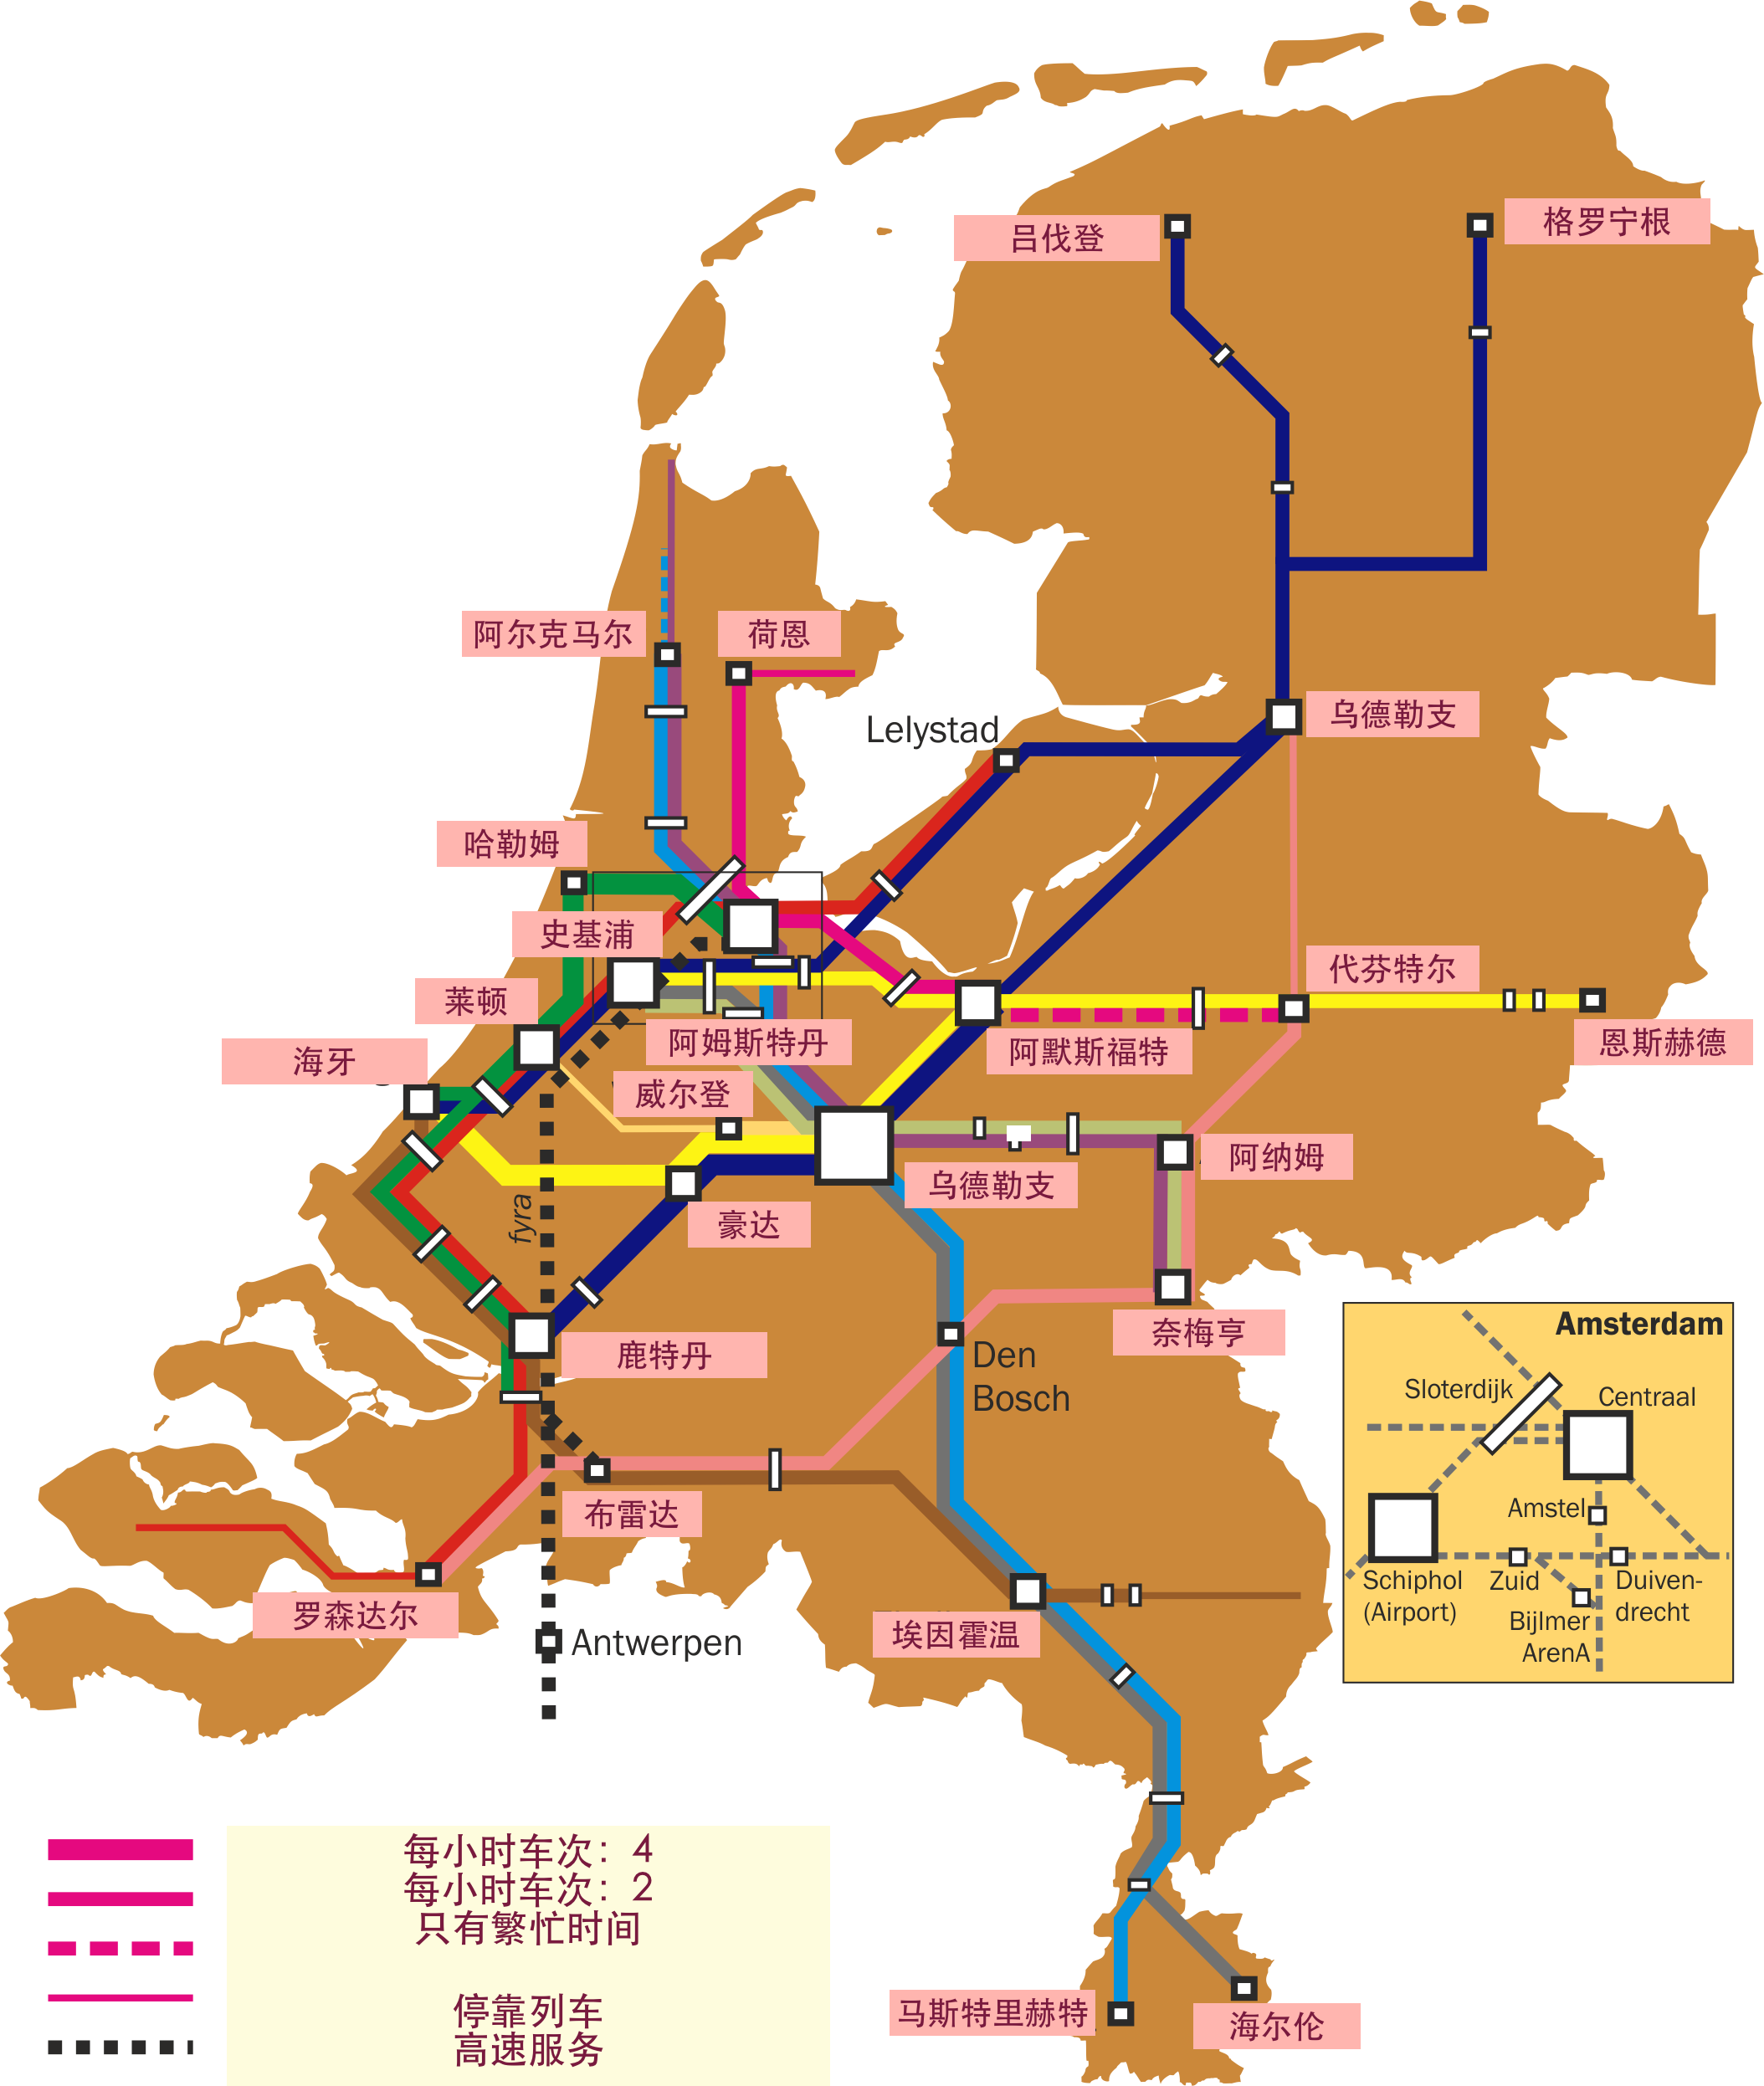 吕伐登
格罗宁根
阿尔克马尔
荷恩
Lelystad
乌德勒支
哈勒姆
史基浦
代芬特尔
莱顿
阿姆斯特丹
阿默斯福特
恩斯赫德
海牙
威尔登
乌德勒支
阿纳姆
豪达
fyra
奈梅亨
鹿特丹
Den
Bosch
布雷达
罗森达尔
Antwerpen
埃因霍温
马斯特里赫特
海尔伦
Amsterdam
Sloterdijk
Centraal
Amstel
Schiphol
(Airport)
Zuid
Duiven-
drecht
Bijlmer
ArenA
每小时车次：4
每小时车次：2
只有繁忙时间
停靠列车
高速服务